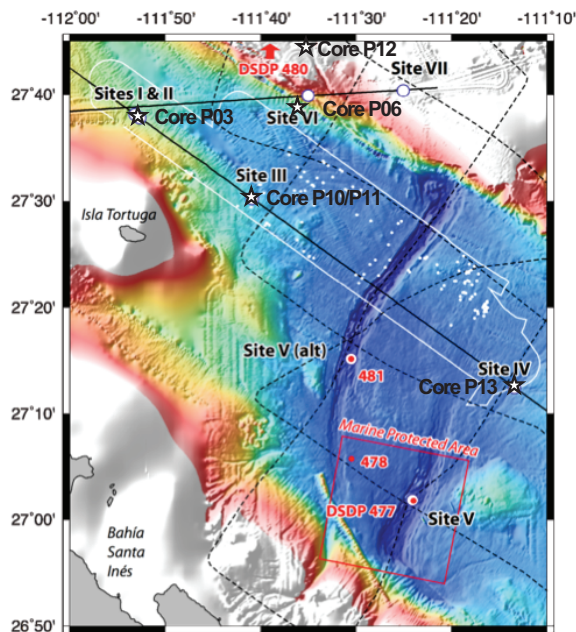 -112°00' -111°50' -111°40' -111°30' -111°20' -111°10'
Core P12
DSDP 480
Site VII
27°40'
Sites I & II
Core P06
Core P03
Site VI
27°30'
Site III
Core P10/P11
Isla Tortuga
27°20'
Site V (alt)
481
Site IV
Core P13
27°10'
Marine Protected Area
478
DSDP 477
27°00'
Site V
Bahía
Santa
Inés
26°50'